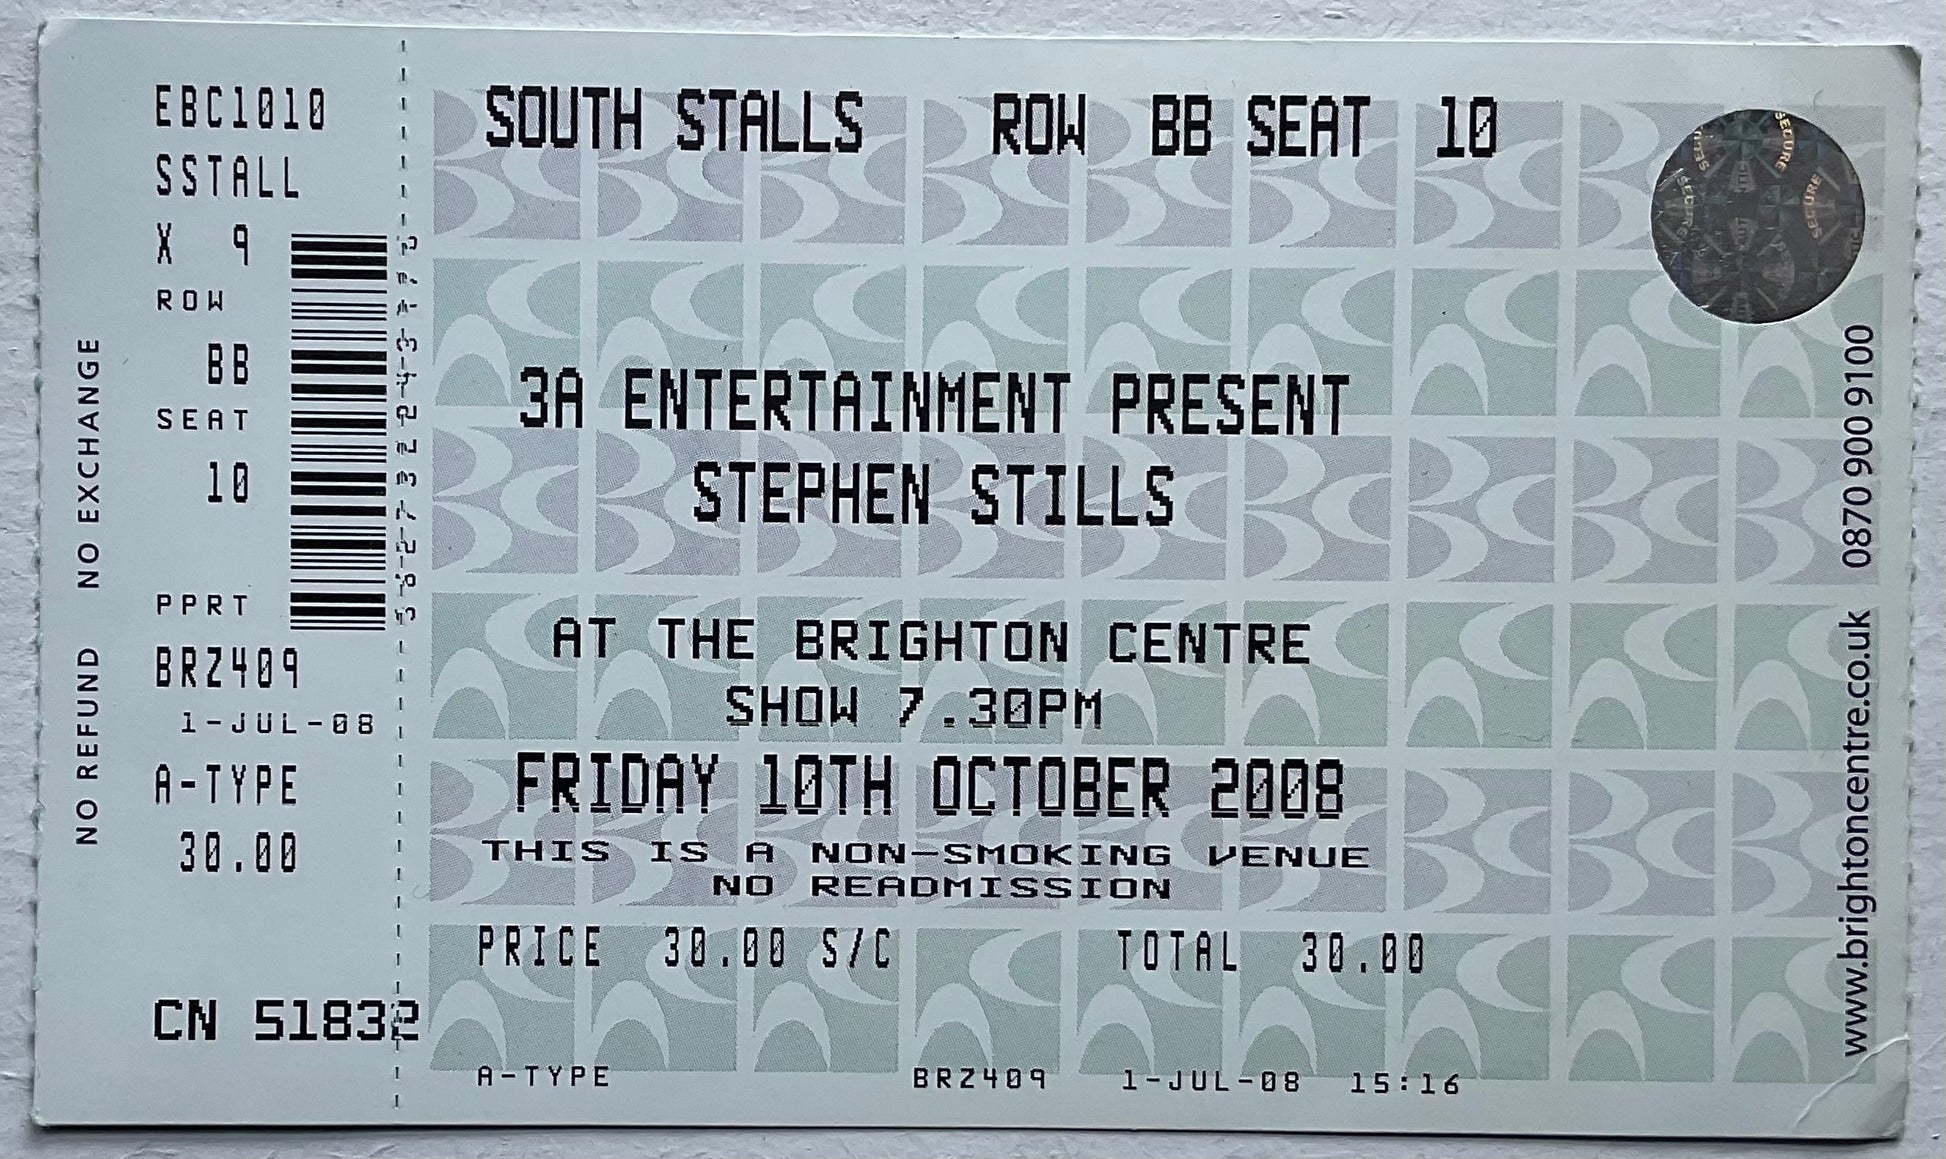 NO REFUND NO EXCHANGE
EBC1010
SSTALL
X 9
ROW
BB
SEAT
10
PPRT
BRZ409
1-JUL-08
A-TYPE
30.00
CN 51832
SOUTH STALLS ROW BB SEAT 10
3A ENTERTAINMENT PRESENT
STEPHEN STILLS
AT THE BRIGHTON CENTRE
SHOW 7.30PM
FRIDAY 10TH OCTOBER 2008
THIS IS A NON-SMOKING VENUE
NO READMISSION
PRICE 30.00 S/C TOTAL 30.00
A-TYPE BRZ409 1-JUL-08 15:16
www.brightoncentre.co.uk 0870 900 9100
SECURE
SECURE
SECURE